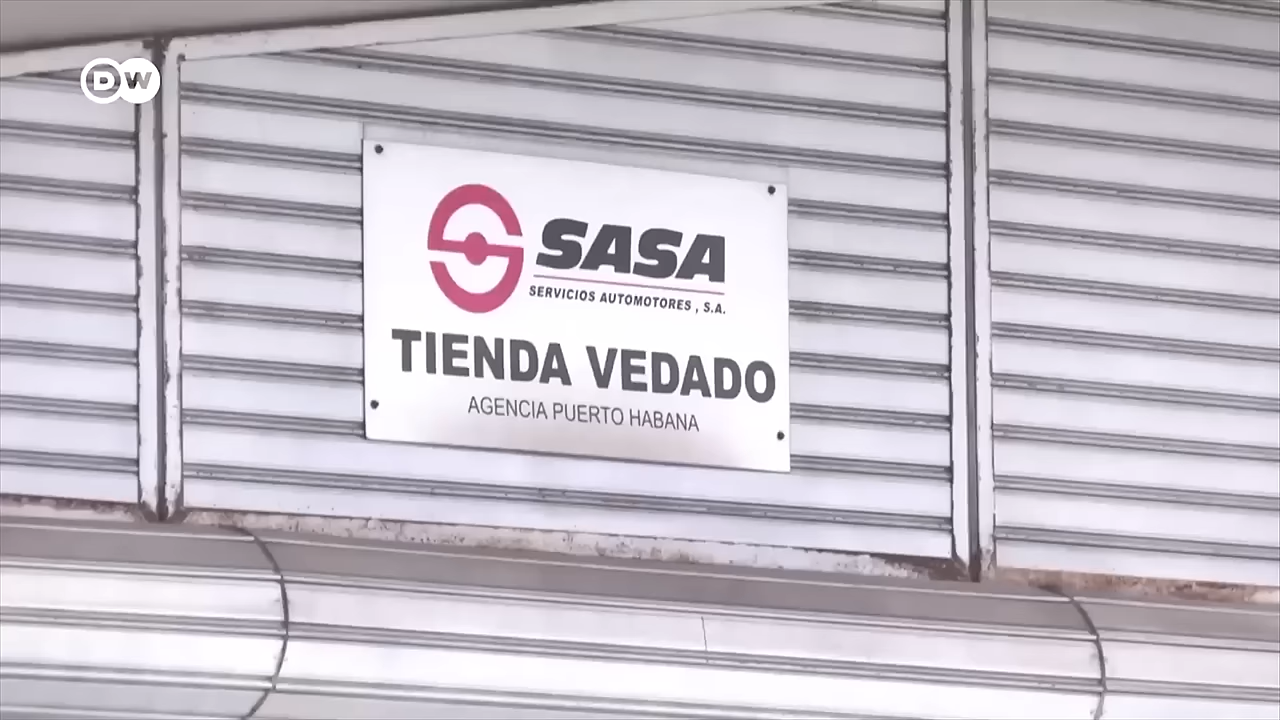 DW
SASA
SERVICIOS AUTOMOTORES , S.A.
TIENDA VEDADO
AGENCIA PUERTO HABANA